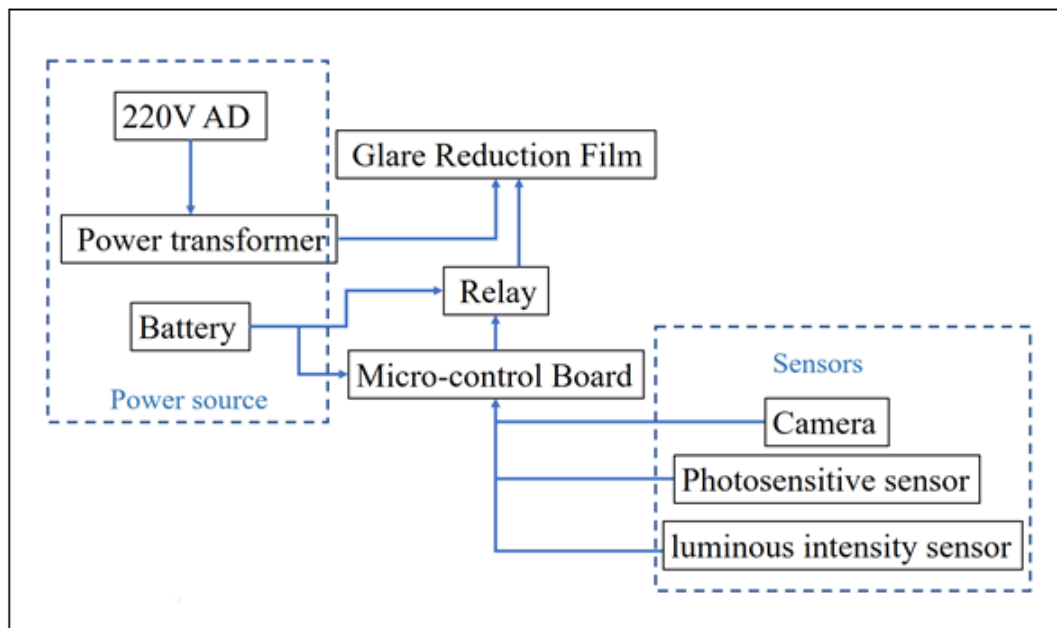 220V AD
Glare Reduction Film
Power transformer
Relay
Battery
Micro-control Board
Sensors
Power source
Camera
Photosensitive sensor
luminous intensity sensor